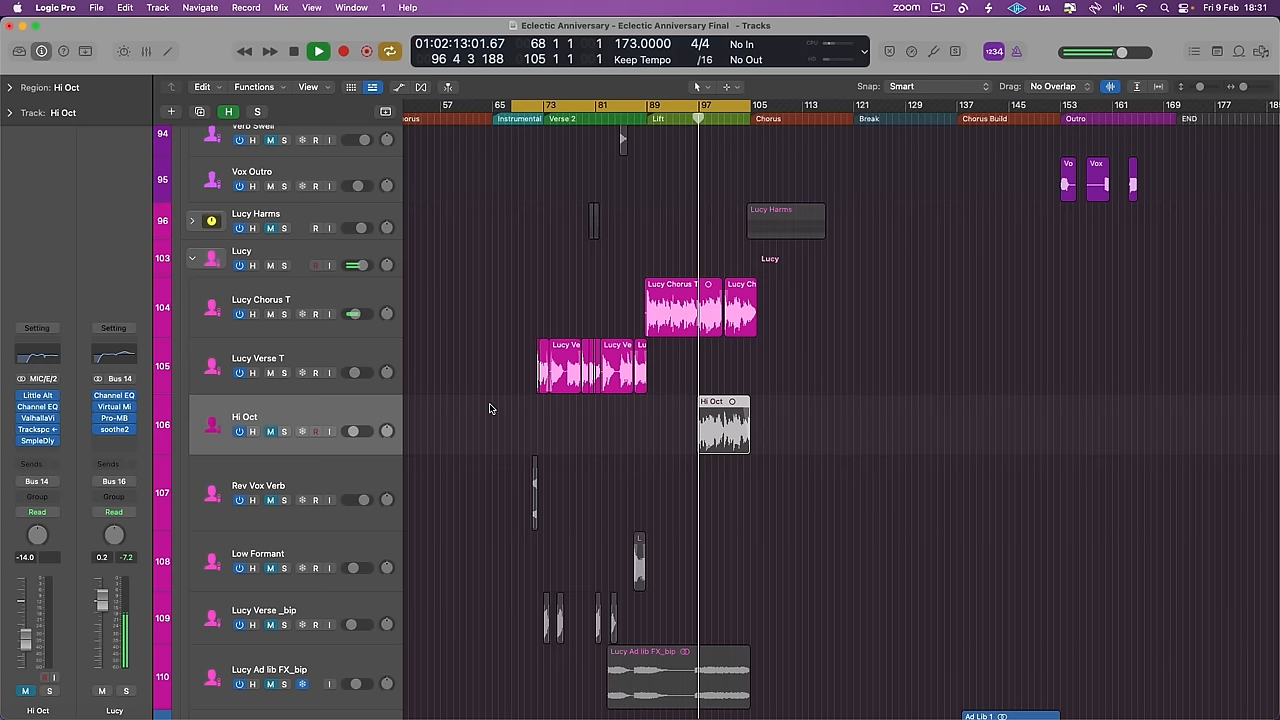 Logic Pro File Edit Track Navigate Record Mix View Window 1 Help zoom UA Fri 9 Feb 18:31
Eclectic Anniversary - Eclectic Anniversary Final - Tracks
01:02:13:01.67 68 1 1 1 173.0000 4/4 No In CPU
96 4 3 188 105 1 1 1 Keep Tempo /16 No Out HD
1234
Region: Hi Oct
Track: Hi Oct
Edit Functions View Snap: Smart Drag: No Overlap
H S
57 65 73 81 89 97 105 113 121 129 137 145 153 161 169 177
orus Instrumental Verse 2 Lift Chorus Break Chorus Build Outro END
94 Verb Swell
H M S R I
95 Vox Outro
H M S R I
Vo Vox
96 Lucy Harms
H M S R I
Lucy Harms
103 Lucy
H M S R I
Lucy
104 Lucy Chorus T
H M S R I
Lucy Chorus T Lucy Ch
105 Lucy Verse T
H M S R I
Lucy Ve Lucy Ve Lu
106 Hi Oct
H M S R I
Hi Oct
107 Rev Vox Verb
H M S R I
108 Low Formant
H M S R I
L
109 Lucy Verse _bip
H M S R I
110 Lucy Ad lib FX_bip
H M S I
Lucy Ad lib FX_bip
Ad Lib 1
Setting Setting
MIC/E/2 Bus 14
Little Alt Channel EQ
Channel EQ Virtual Mi
ValhallaVi Pro-MB
Trackspc soothe2
SmpleDly
Sends Sends
Bus 14 Bus 16
Group Group
Read Read
-14.0 0.2 -7.2
R I
M S M S
Hi Oct Lucy